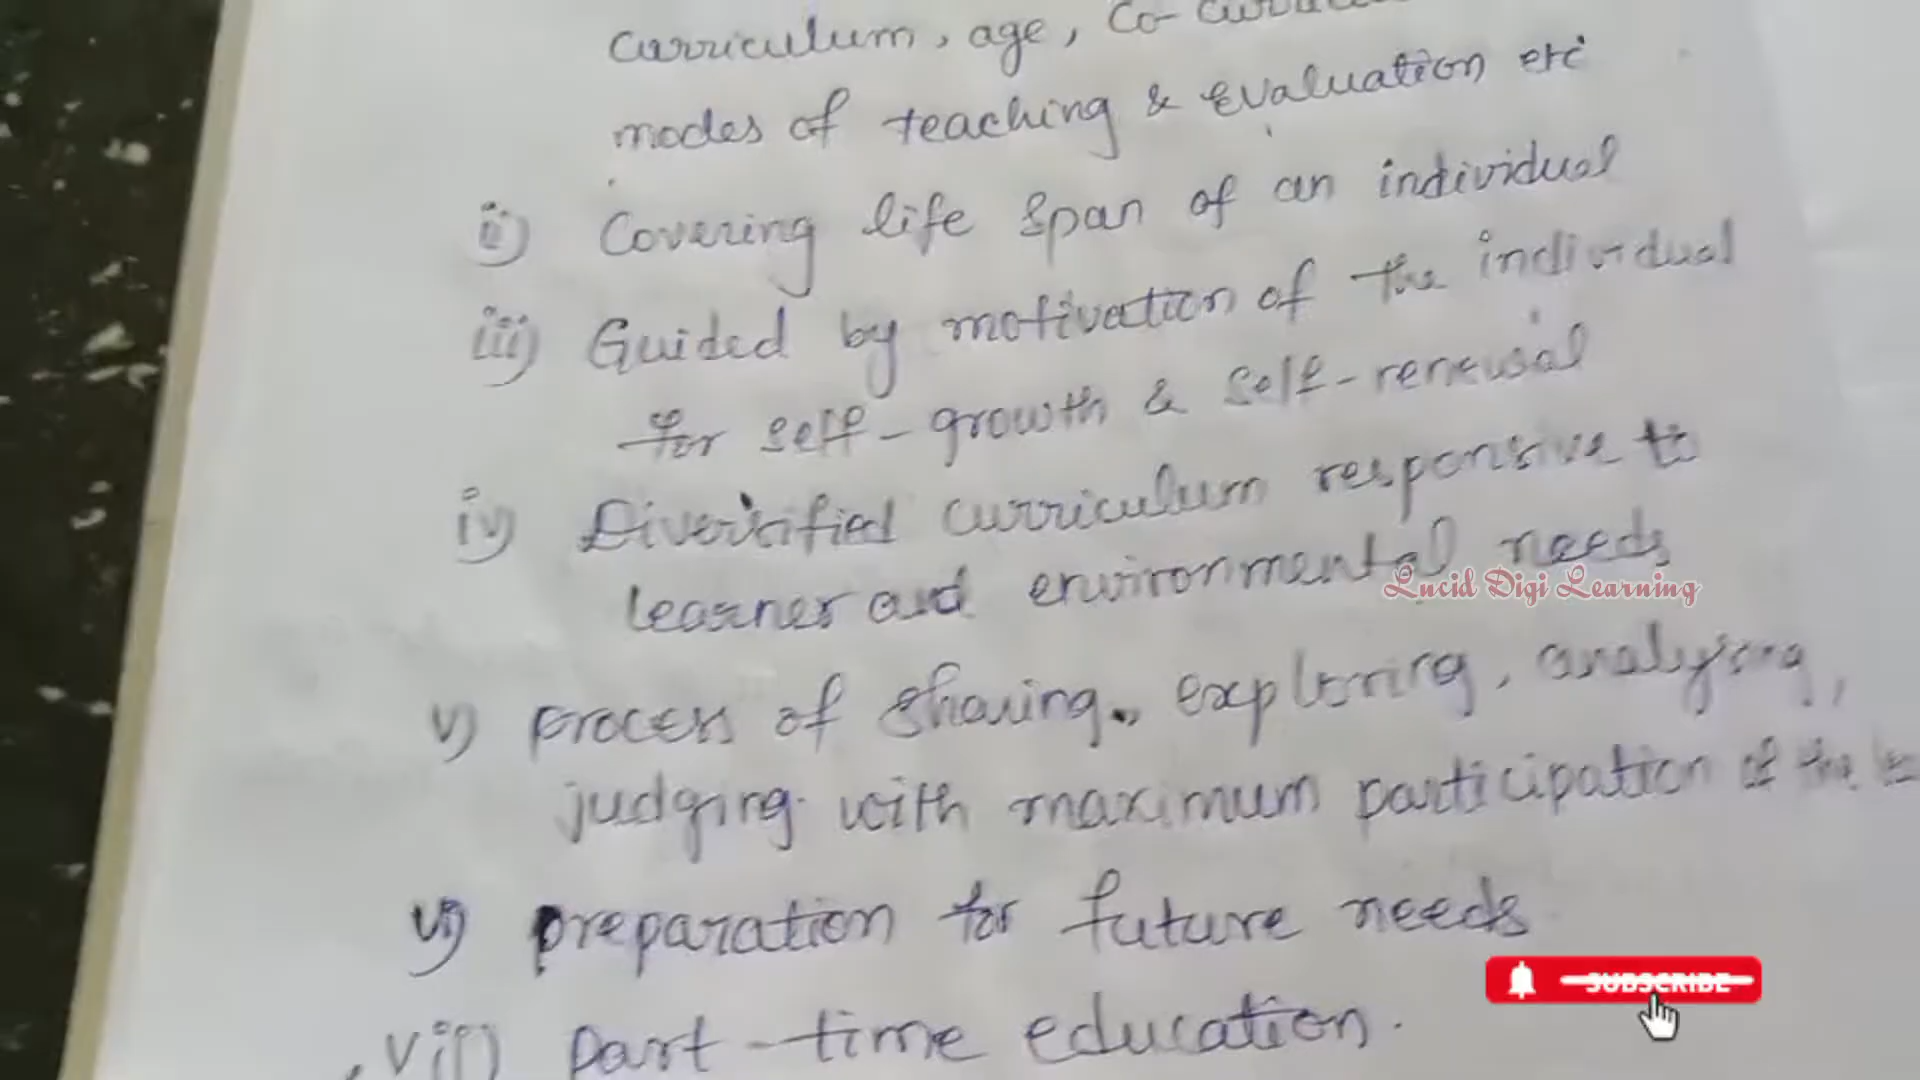 curriculum, age, Co-
modes of teaching & evaluation etc
ii) Covering life span of an individual
iii) Guided by motivation of the individual
for self-growth & self-renewal
iv) Diversified curriculum responsive to
learner and environmental needs
Lucid Digi Learning
v) process of sharing, exploring, analysing,
judging with maximum participation of the
vi) preparation for future needs
SUBSCRIBE
vii) part-time education.